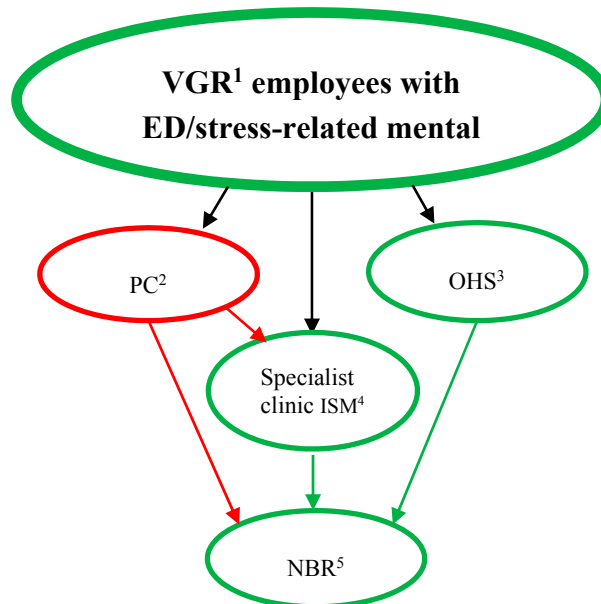 VGR¹ employees with
ED/stress-related mental
PC²
OHS³
Specialist
clinic ISM⁴
NBR⁵